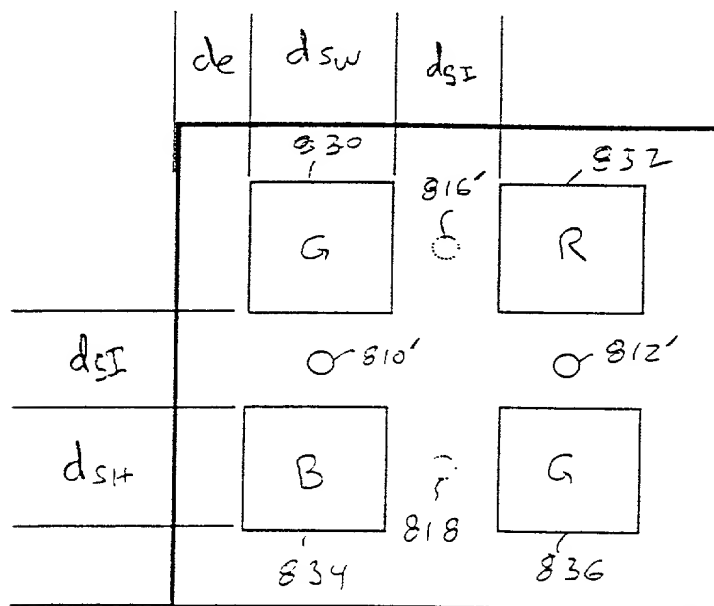 de dsw dSI
830 832
816'
G R
dSI 810' 812'
dSH B G
818
834 836